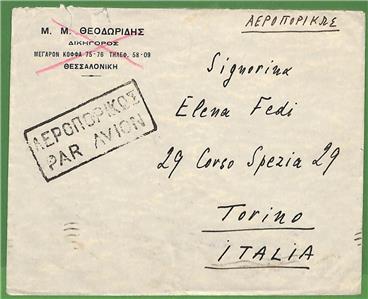 Μ. Μ. ΘΕΟΔΩΡΙΔΗΣ
ΔΙΚΗΓΟΡΟΣ
ΜΕΓΑΡΟΝ ΚΟΦΦΑ 75-76 ΤΗΛΕΦ. 58-09
ΘΕΣΣΑΛΟΝΙΚΗ
ΑΕΡΟΠΟΡΙΚΩΣ
ΑΕΡΟΠΟΡΙΚΟΣ
PAR AVION
Signorina
Elena Fedi
29 Corso Spezia 29
Torino
ITALIA